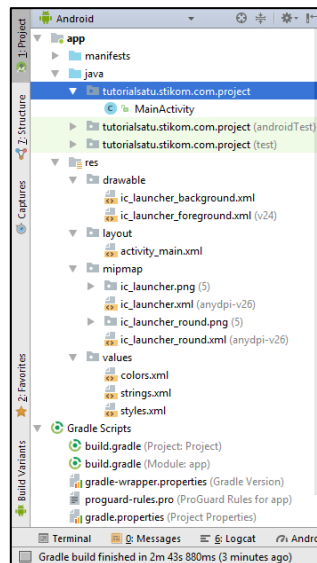 Android
1: Project
app
manifests
java
tutorialsatu.stikom.com.project
MainActivity
tutorialsatu.stikom.com.project (androidTest)
tutorialsatu.stikom.com.project (test)
res
drawable
ic_launcher_background.xml
ic_launcher_foreground.xml (v24)
layout
activity_main.xml
mipmap
ic_launcher.png (5)
ic_launcher.xml (anydpi-v26)
ic_launcher_round.png (5)
ic_launcher_round.xml (anydpi-v26)
values
colors.xml
strings.xml
styles.xml
Gradle Scripts
build.gradle (Project: Project)
build.gradle (Module: app)
gradle-wrapper.properties (Gradle Version)
proguard-rules.pro (ProGuard Rules for app)
gradle.properties (Project Properties)
7: Structure
Captures
2: Favorites
Build Variants
Terminal 0: Messages 6: Logcat Andro
Gradle build finished in 2m 43s 880ms (3 minutes ago)